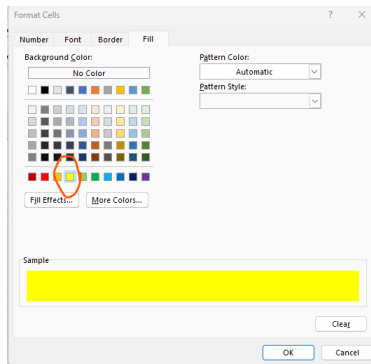 Format Cells ? ×
Number Font Border Fill
Background Color:
No Color
Pattern Color:
Automatic
Pattern Style:
Fill Effects...
More Colors...
Sample
Clear
OK
Cancel